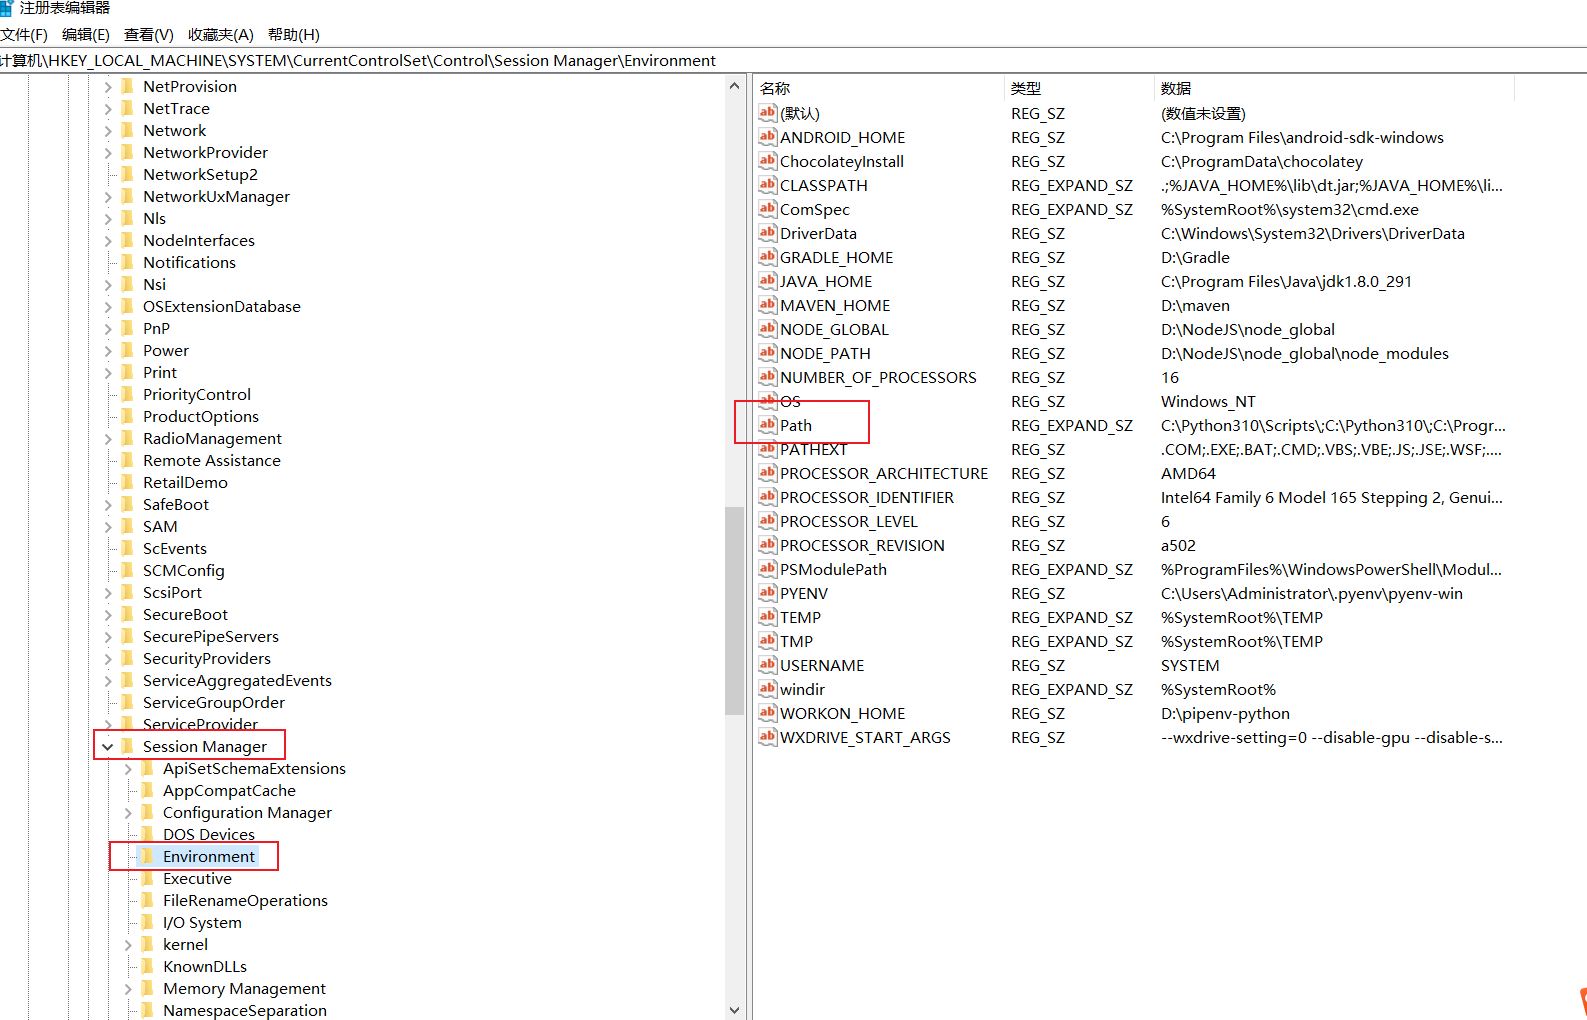 注册表编辑器
文件(F) 编辑(E) 查看(V) 收藏夹(A) 帮助(H)
计算机\HKEY_LOCAL_MACHINE\SYSTEM\CurrentControlSet\Control\Session Manager\Environment
NetProvision
NetTrace
Network
NetworkProvider
NetworkSetup2
NetworkUxManager
Nls
NodeInterfaces
Notifications
Nsi
OSExtensionDatabase
PnP
Power
Print
PriorityControl
ProductOptions
RadioManagement
Remote Assistance
RetailDemo
SafeBoot
SAM
ScEvents
SCMConfig
ScsiPort
SecureBoot
SecurePipeServers
SecurityProviders
ServiceAggregatedEvents
ServiceGroupOrder
ServiceProvider
Session Manager
ApiSetSchemaExtensions
AppCompatCache
Configuration Manager
DOS Devices
Environment
Executive
FileRenameOperations
I/O System
kernel
KnownDLLs
Memory Management
NamespaceSeparation
名称 类型 数据
(默认) REG_SZ (数值未设置)
ANDROID_HOME REG_SZ C:\Program Files\android-sdk-windows
ChocolateyInstall REG_SZ C:\ProgramData\chocolatey
CLASSPATH REG_EXPAND_SZ .;%JAVA_HOME%\lib\dt.jar;%JAVA_HOME%\li...
ComSpec REG_EXPAND_SZ %SystemRoot%\system32\cmd.exe
DriverData REG_SZ C:\Windows\System32\Drivers\DriverData
GRADLE_HOME REG_SZ D:\Gradle
JAVA_HOME REG_SZ C:\Program Files\Java\jdk1.8.0_291
MAVEN_HOME REG_SZ D:\maven
NODE_GLOBAL REG_SZ D:\NodeJS\node_global
NODE_PATH REG_SZ D:\NodeJS\node_global\node_modules
NUMBER_OF_PROCESSORS REG_SZ 16
OS REG_SZ Windows_NT
Path REG_EXPAND_SZ C:\Python310\Scripts\;C:\Python310\;C:\Progr...
PATHEXT REG_SZ .COM;.EXE;.BAT;.CMD;.VBS;.VBE;.JS;.JSE;.WSF;....
PROCESSOR_ARCHITECTURE REG_SZ AMD64
PROCESSOR_IDENTIFIER REG_SZ Intel64 Family 6 Model 165 Stepping 2, Genui...
PROCESSOR_LEVEL REG_SZ 6
PROCESSOR_REVISION REG_SZ a502
PSModulePath REG_EXPAND_SZ %ProgramFiles%\WindowsPowerShell\Modul...
PYENV REG_SZ C:\Users\Administrator\.pyenv\pyenv-win
TEMP REG_EXPAND_SZ %SystemRoot%\TEMP
TMP REG_EXPAND_SZ %SystemRoot%\TEMP
USERNAME REG_SZ SYSTEM
windir REG_EXPAND_SZ %SystemRoot%
WORKON_HOME REG_SZ D:\pipenv-python
WXDRIVE_START_ARGS REG_SZ --wxdrive-setting=0 --disable-gpu --disable-s...